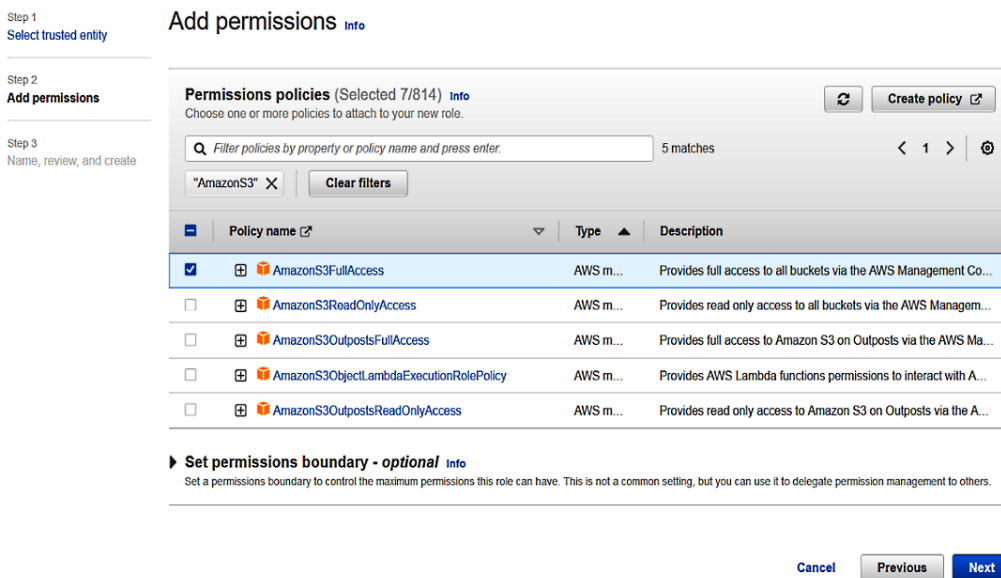 Step 1
Select trusted entity
Step 2
Add permissions
Step 3
Name, review, and create
Add permissions Info
Permissions policies (Selected 7/814) Info
Choose one or more policies to attach to your new role.
Create policy
Filter policies by property or policy name and press enter.
5 matches
1
"AmazonS3"
Clear filters
Policy name Type Description
AmazonS3FullAccess AWS m... Provides full access to all buckets via the AWS Management Co...
AmazonS3ReadOnlyAccess AWS m... Provides read only access to all buckets via the AWS Managem...
AmazonS3OutpostsFullAccess AWS m... Provides full access to Amazon S3 on Outposts via the AWS Ma...
AmazonS3ObjectLambdaExecutionRolePolicy AWS m... Provides AWS Lambda functions permissions to interact with A...
AmazonS3OutpostsReadOnlyAccess AWS m... Provides read only access to Amazon S3 on Outposts via the A...
Set permissions boundary - optional Info
Set a permissions boundary to control the maximum permissions this role can have. This is not a common setting, but you can use it to delegate permission management to others.
Cancel Previous Next